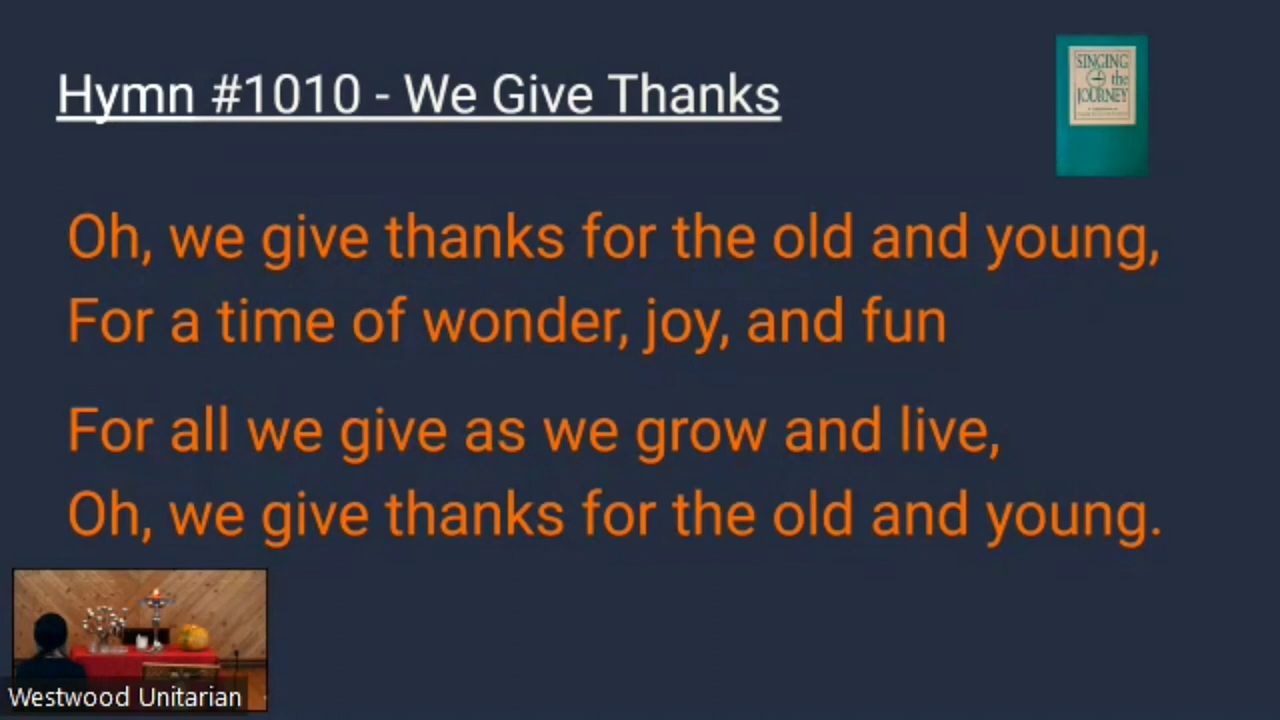 Hymn #1010 - We Give Thanks
SINGING
the
JOURNEY
Oh, we give thanks for the old and young,
For a time of wonder, joy, and fun
For all we give as we grow and live,
Oh, we give thanks for the old and young.
Westwood Unitarian